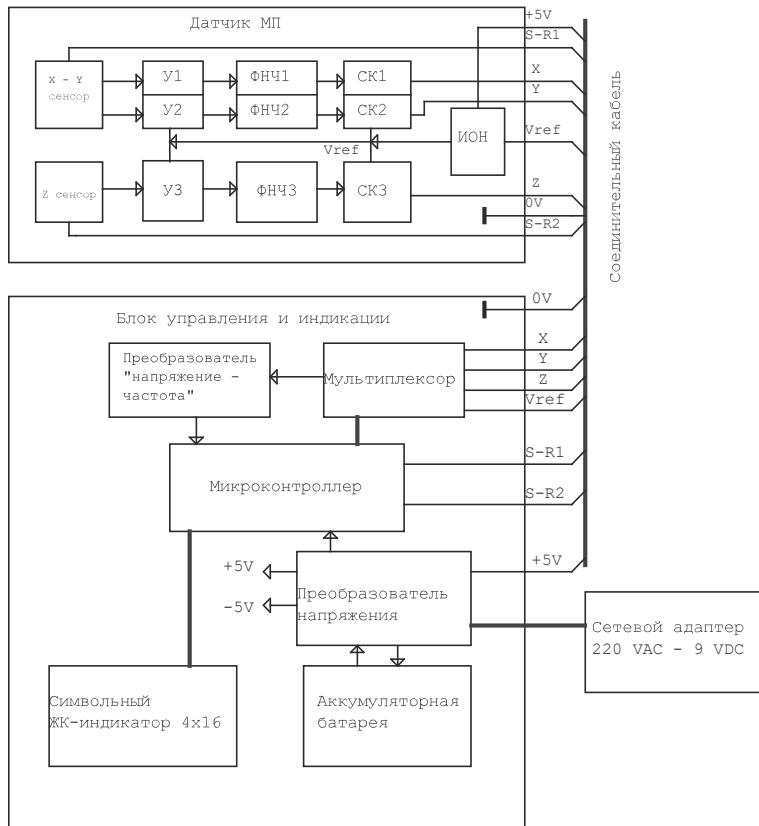 Датчик МП
+5V
S-R1
X - Y
сенсор
У1
ФНЧ1
СК1
X
У2
ФНЧ2
СК2
Y
ИОН
Vref
Vref
Z сенсор
У3
ФНЧ3
СК3
Z
0V
S-R2
Соединительный кабель
0V
Блок управления и индикации
Преобразователь
"напряжение -
частота"
Мультиплексор
X
Y
Z
Vref
Микроконтроллер
S-R1
S-R2
+5V
-5V
Преобразователь
напряжения
+5V
Сетевой адаптер
220 VAC - 9 VDC
Символьный
ЖК-индикатор 4x16
Аккумуляторная
батарея